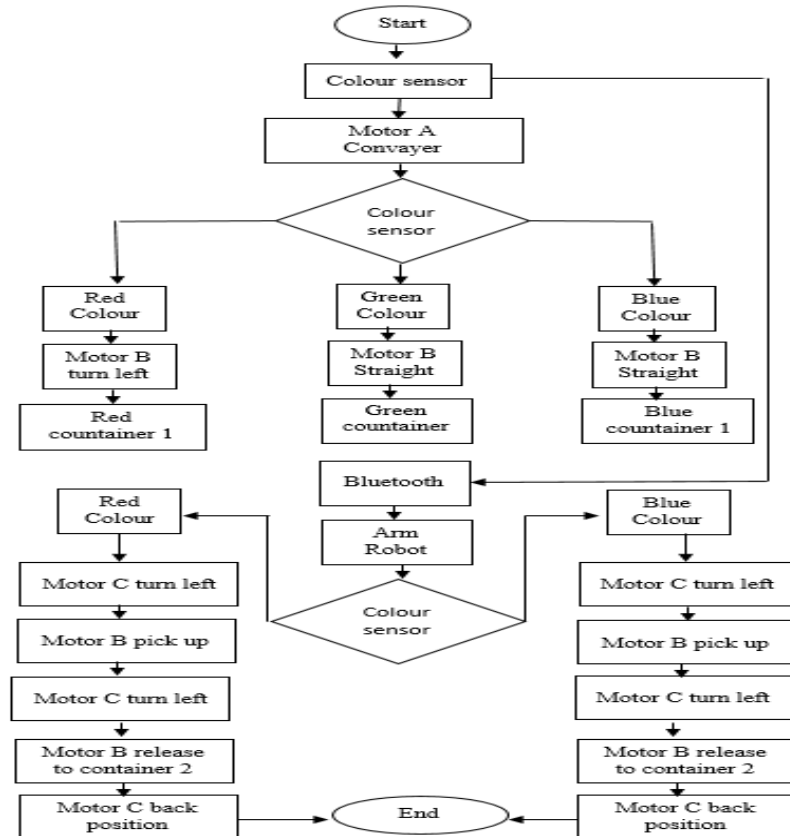 Start
Colour sensor
Motor A
Convayer
Colour
sensor
Red
Colour
Green
Colour
Blue
Colour
Motor B
turn left
Motor B
Straight
Motor B
Straight
Red
countainer 1
Green
countainer
Blue
countainer 1
Bluetooth
Red
Colour
Arm
Robot
Blue
Colour
Colour
sensor
Motor C turn left
Motor B pick up
Motor C turn left
Motor B release
to container 2
Motor C back
position
Motor C turn left
Motor B pick up
Motor C turn left
Motor B release
to container 2
Motor C back
position
End